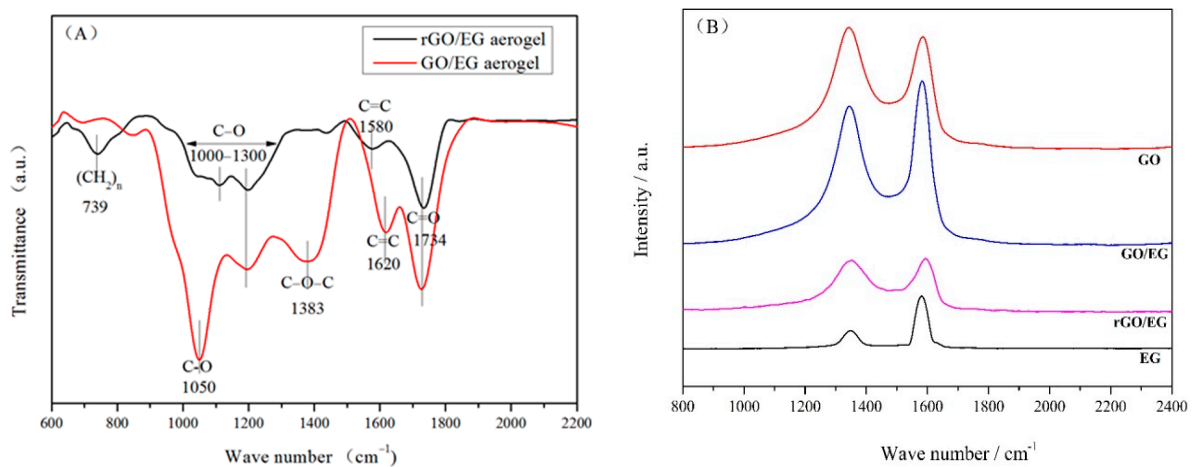 (A)
rGO/EG aerogel
GO/EG aerogel
C=C
1580
C–O
1000–1300
(CH2)n
739
C=O
1734
C=C
1620
C–O–C
1383
C-O
1050
Transmittance (a.u.)
600 800 1000 1200 1400 1600 1800 2000 2200
Wave number (cm⁻¹)
(B)
GO
GO/EG
rGO/EG
EG
Intensity / a.u.
800 1000 1200 1400 1600 1800 2000 2200 2400
Wave number / cm⁻¹